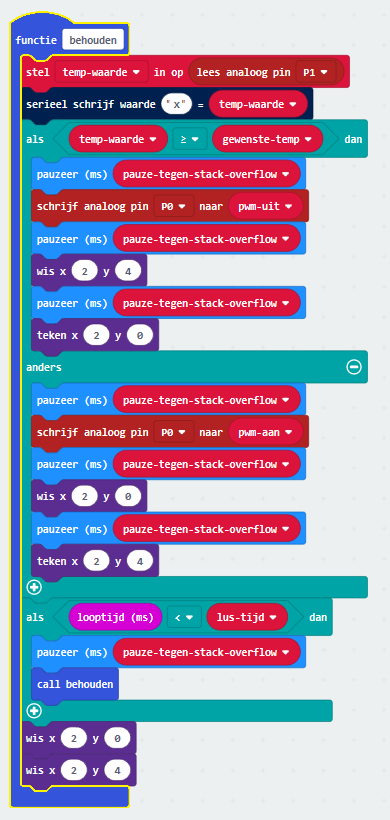 functie behouden
stel temp-waarde in op lees analoog pin P1
serieel schrijf waarde "x" = temp-waarde
als temp-waarde ≥ gewenste-temp dan
pauzeer (ms) pauze-tegen-stack-overflow
schrijf analoog pin P0 naar pwm-uit
pauzeer (ms) pauze-tegen-stack-overflow
wis x 2 y 4
pauzeer (ms) pauze-tegen-stack-overflow
teken x 2 y 0
anders
pauzeer (ms) pauze-tegen-stack-overflow
schrijf analoog pin P0 naar pwm-aan
pauzeer (ms) pauze-tegen-stack-overflow
wis x 2 y 0
pauzeer (ms) pauze-tegen-stack-overflow
teken x 2 y 4
als looptijd (ms) < lus-tijd dan
pauzeer (ms) pauze-tegen-stack-overflow
call behouden
wis x 2 y 0
wis x 2 y 4